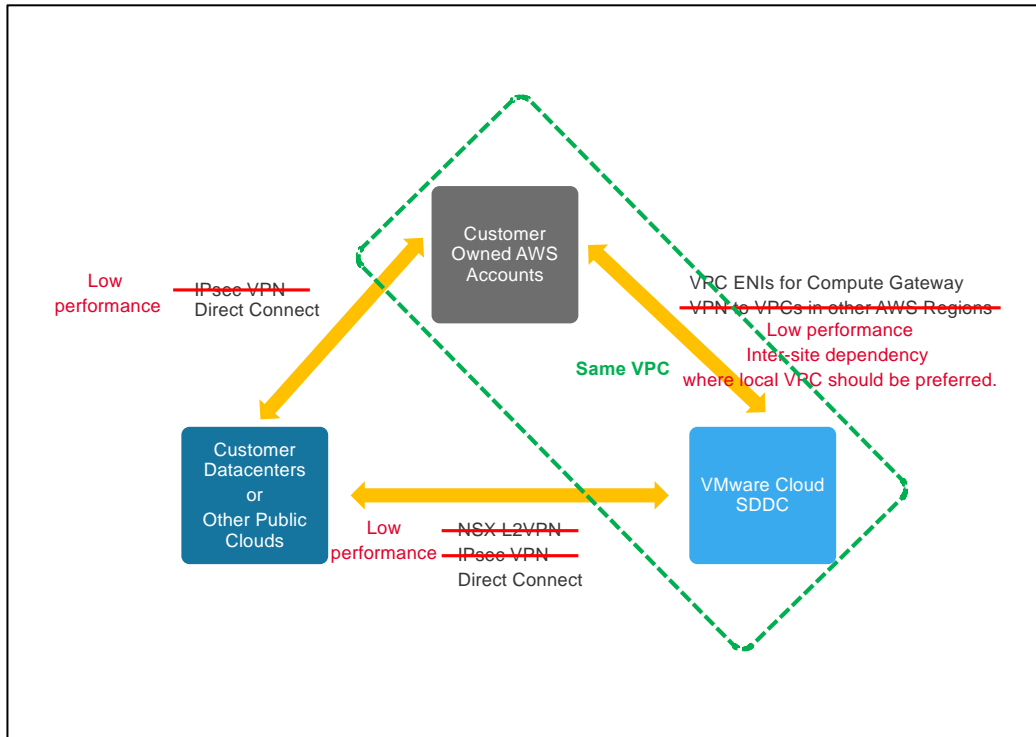 Customer
Owned AWS
Accounts
Low
performance
IPsec VPN
Direct Connect
VPC ENIs for Compute Gateway
VPN to VPCs in other AWS Regions
Low performance
Inter-site dependency
where local VPC should be preferred.
Same VPC
Customer
Datacenters
or
Other Public
Clouds
VMware Cloud
SDDC
Low
performance
NSX L2VPN
IPsec VPN
Direct Connect